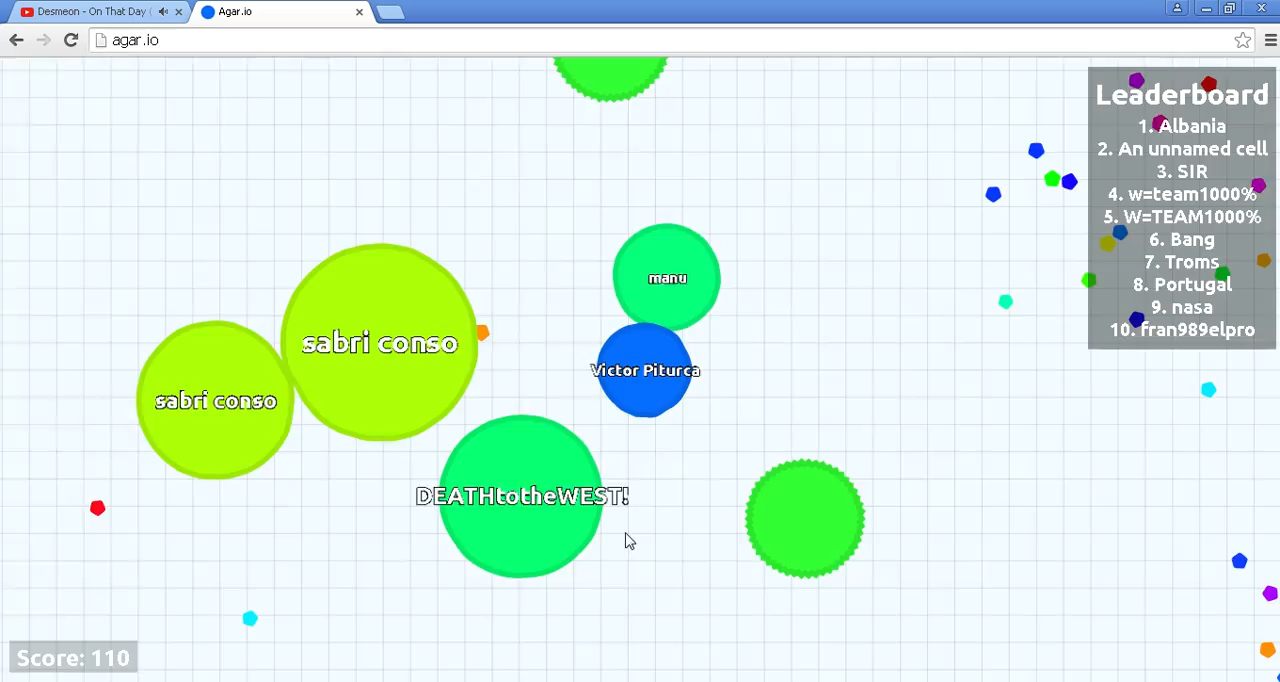 Desmeon - On That Day (
Agar.io
agar.io
Leaderboard
1. Albania
2. An unnamed cell
3. SIR
4. w=team1000%
5. W=TEAM1000%
6. Bang
7. Troms
8. Portugal
9. nasa
10. fran989elpro
manu
sabri conso
Victor Piturca
sabri conso
DEATHtotheWEST!
Score: 110